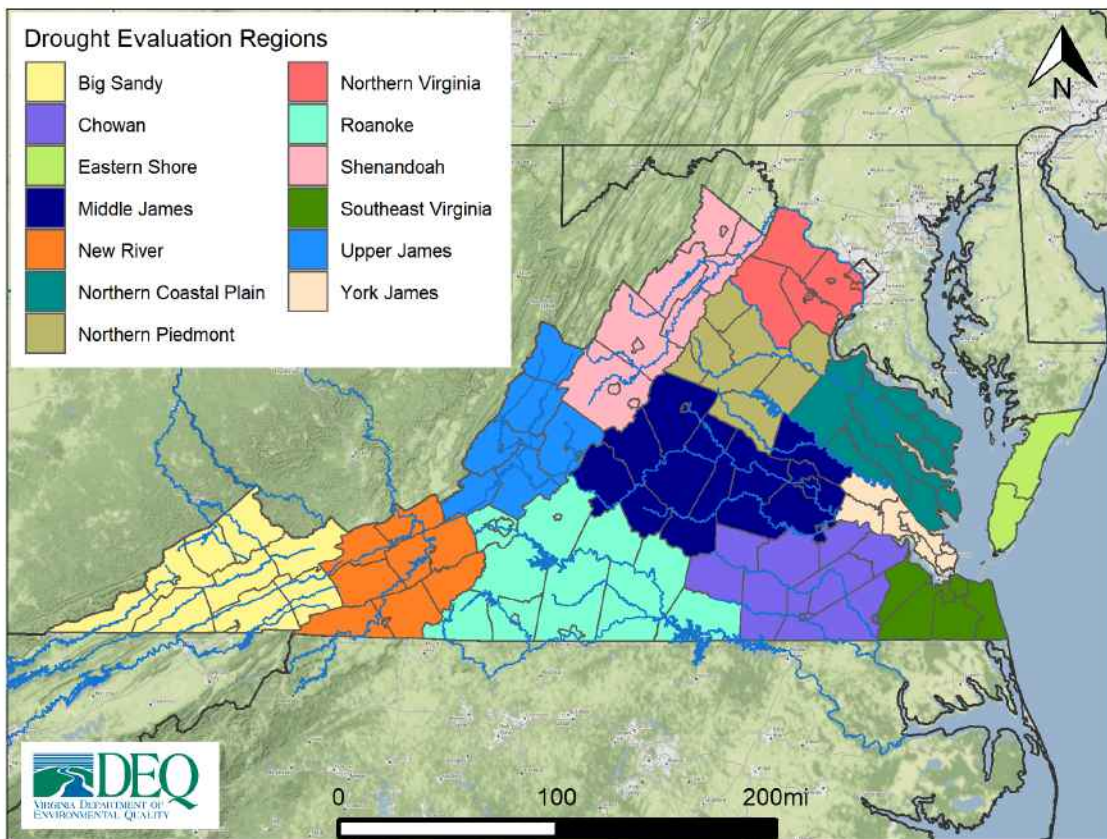 Drought Evaluation Regions
Big Sandy
Chowan
Eastern Shore
Middle James
New River
Northern Coastal Plain
Northern Piedmont
Northern Virginia
Roanoke
Shenandoah
Southeast Virginia
Upper James
York James
N
DEQ
VIRGINIA DEPARTMENT OF
ENVIRONMENTAL QUALITY
0 100 200mi